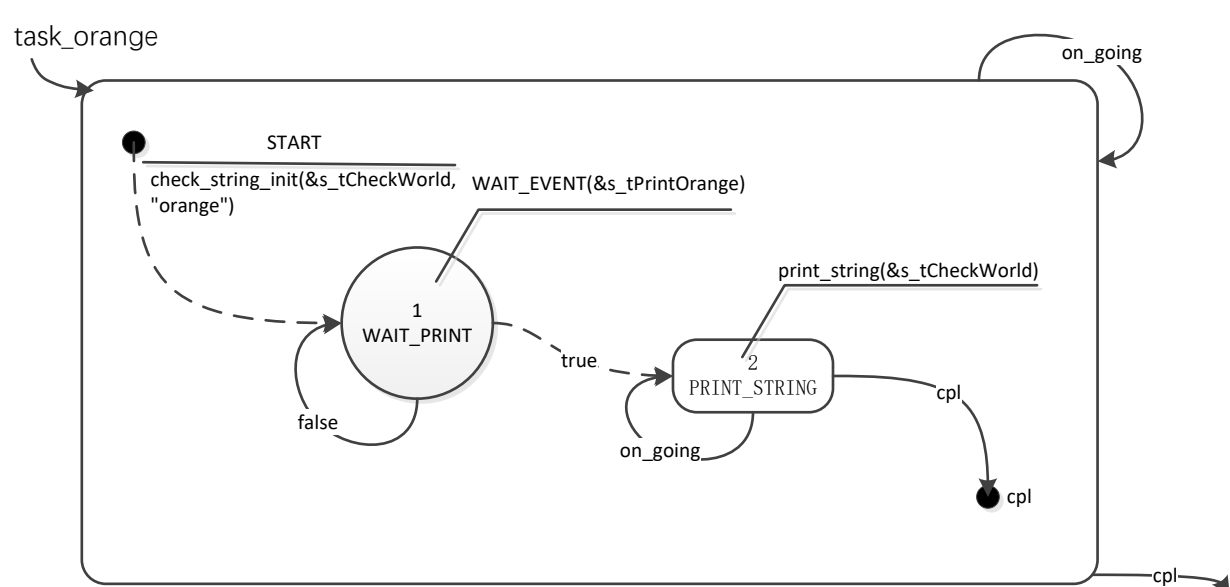 task_orange
on_going
START
check_string_init(&s_tCheckWorld,
"orange")
WAIT_EVENT(&s_tPrintOrange)
print_string(&s_tCheckWorld)
1
WAIT_PRINT
true
2
PRINT_STRING
false
on_going
cpl
cpl
cpl